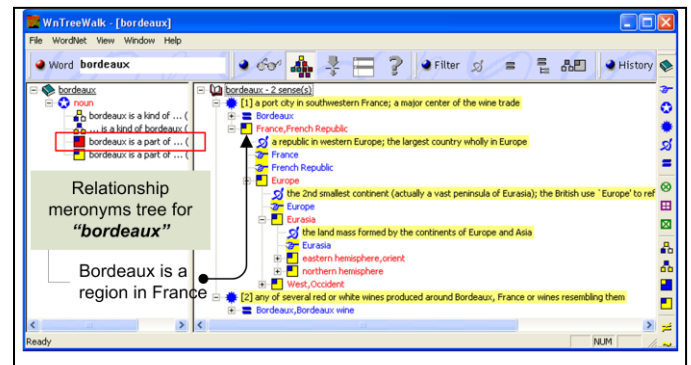 WnTreeWalk - [bordeaux]
File WordNet View Window Help
Word bordeaux
Filter
History
bordeaux
noun
bordeaux is a kind of ... (
... is a kind of bordeaux (
bordeaux is a part of ... (
bordeaux is a part of ... (
Relationship
meronyms tree for
"bordeaux"
Bordeaux is a
region in France
bordeaux - 2 sense(s)
[1] a port city in southwestern France; a major center of the wine trade
Bordeaux
France,French Republic
a republic in western Europe; the largest country wholly in Europe
France
French Republic
Europe
the 2nd smallest continent (actually a vast peninsula of Eurasia); the British use `Europe' to ref
Europe
Eurasia
the land mass formed by the continents of Europe and Asia
Eurasia
eastern hemisphere,orient
northern hemisphere
West,Occident
[2] any of several red or white wines produced around Bordeaux, France or wines resembling them
Bordeaux,Bordeaux wine
Ready
NUM